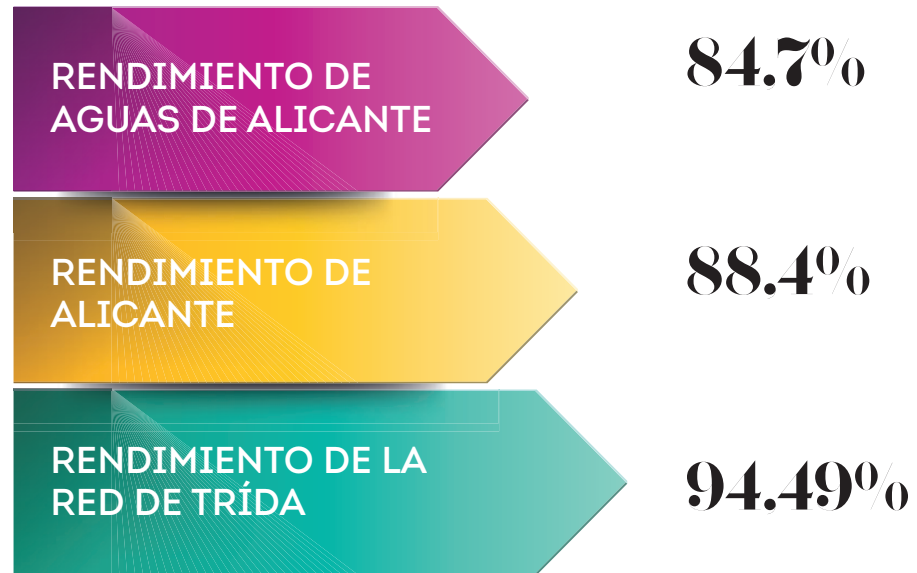 RENDIMIENTO DE
AGUAS DE ALICANTE
84.7%
RENDIMIENTO DE
ALICANTE
88.4%
RENDIMIENTO DE LA
RED DE TRÍDA
94.49%